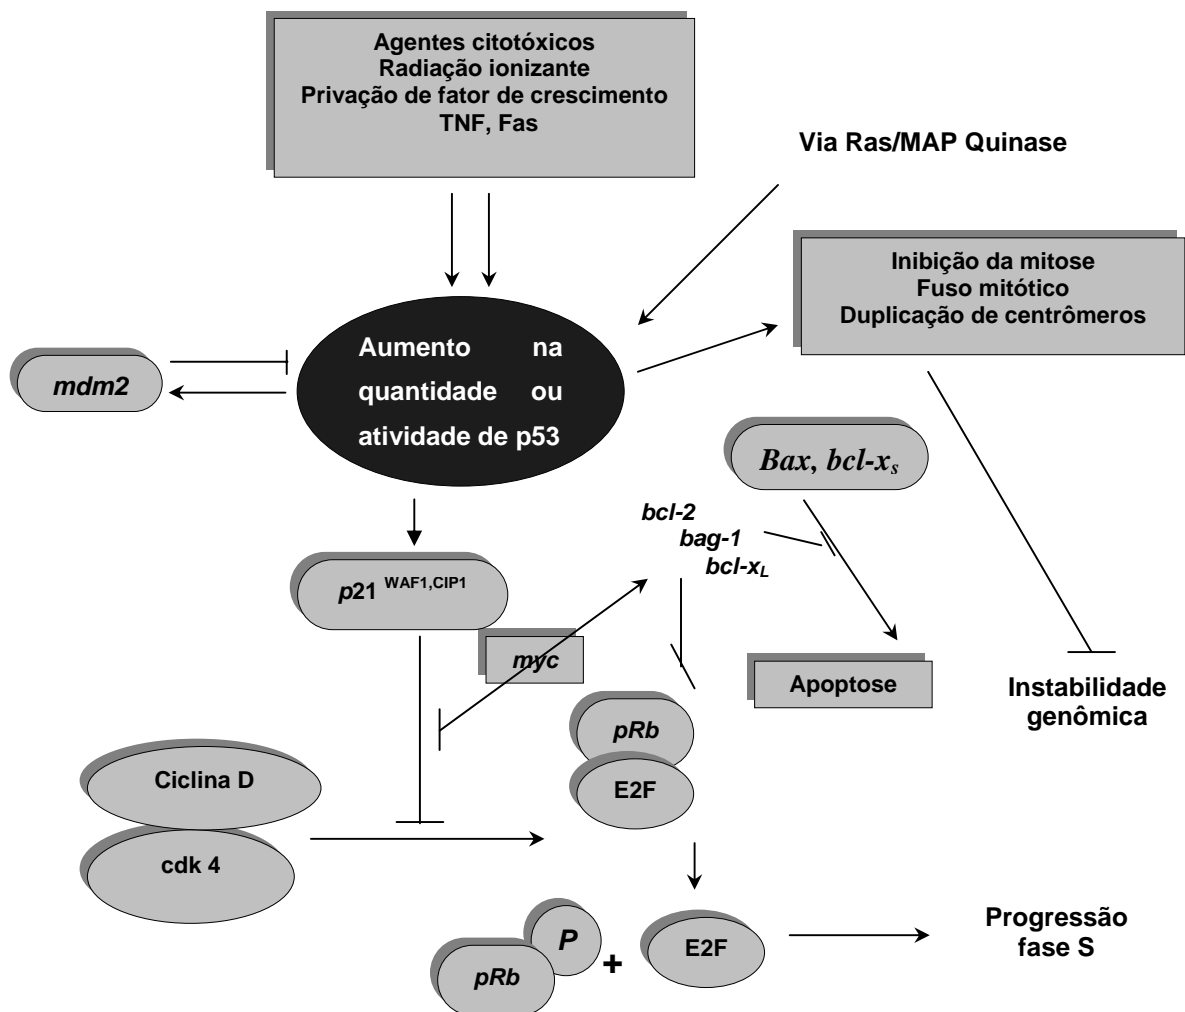 Agentes citotóxicos
Radiação ionizante
Privação de fator de crescimento
TNF, Fas
Via Ras/MAP Quinase
Inibição da mitose
Fuso mitótico
Duplicação de centrômeros
Aumento na
quantidade ou
atividade de p53
mdm2
Bax, bcl-xs
bcl-2
bag-1
bcl-xL
p21 WAF1,CIP1
myc
Apoptose
Instabilidade
genômica
pRb
E2F
Ciclina D
cdk 4
Progressão
fase S
P
E2F
+
pRb